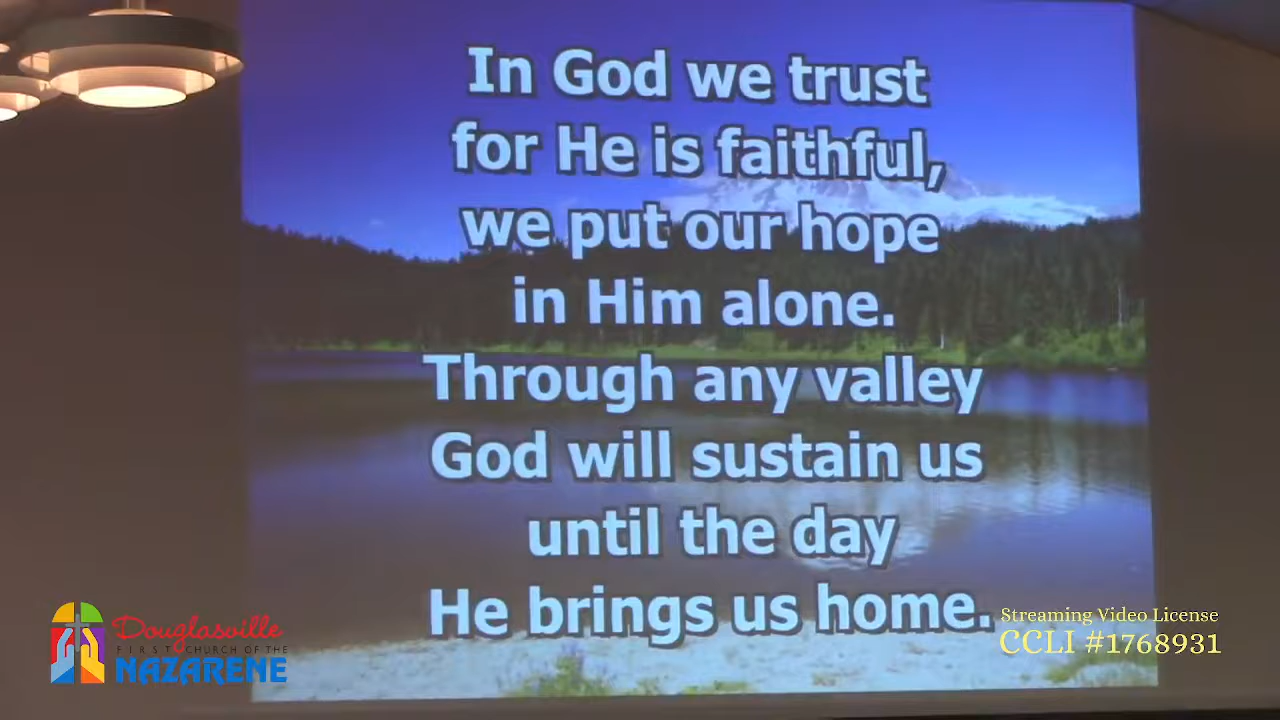 In God we trust
for He is faithful,
we put our hope
in Him alone.
Through any valley
God will sustain us
until the day
He brings us home.
Streaming Video License
CCLI #1768931
Douglasville
FIRST CHURCH OF THE
NAZARENE